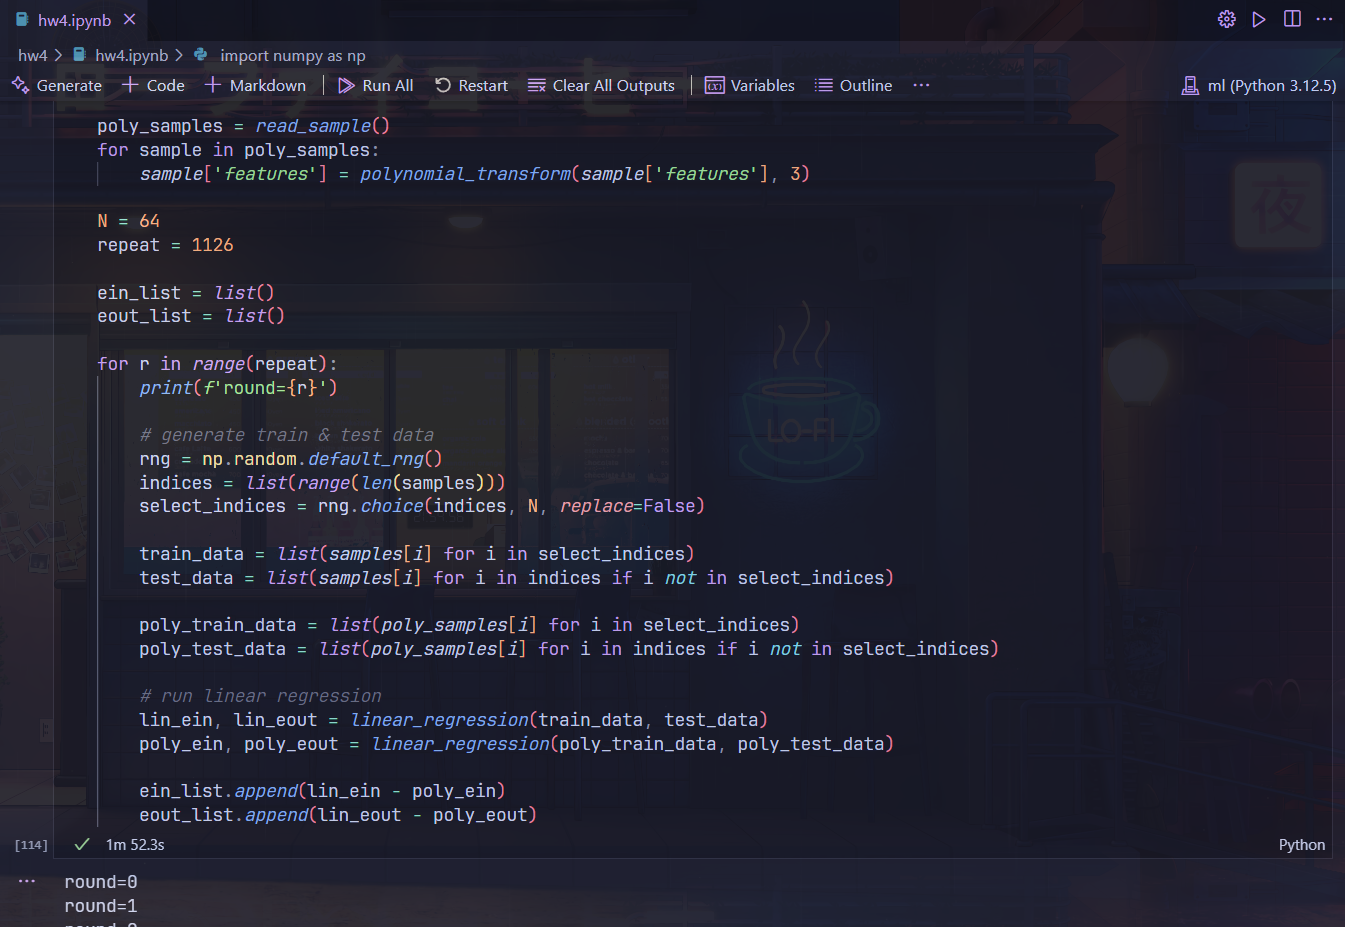 hw4.ipynb
hw4 > hw4.ipynb > import numpy as np
Generate + Code + Markdown | Run All Restart Clear All Outputs | Variables Outline ··· ml (Python 3.12.5)
poly_samples = read_sample()
for sample in poly_samples:
    sample['features'] = polynomial_transform(sample['features'], 3)
N = 64
repeat = 1126
ein_list = list()
eout_list = list()
for r in range(repeat):
    print(f'round={r}')
    # generate train & test data
    rng = np.random.default_rng()
    indices = list(range(len(samples)))
    select_indices = rng.choice(indices, N, replace=False)
    train_data = list(samples[i] for i in select_indices)
    test_data = list(samples[i] for i in indices if i not in select_indices)
    poly_train_data = list(poly_samples[i] for i in select_indices)
    poly_test_data = list(poly_samples[i] for i in indices if i not in select_indices)
    # run linear regression
    lin_ein, lin_eout = linear_regression(train_data, test_data)
    poly_ein, poly_eout = linear_regression(poly_train_data, poly_test_data)
    ein_list.append(lin_ein - poly_ein)
    eout_list.append(lin_eout - poly_eout)
[114] ✓ 1m 52.3s Python
··· round=0
round=1
夜
LO-FI